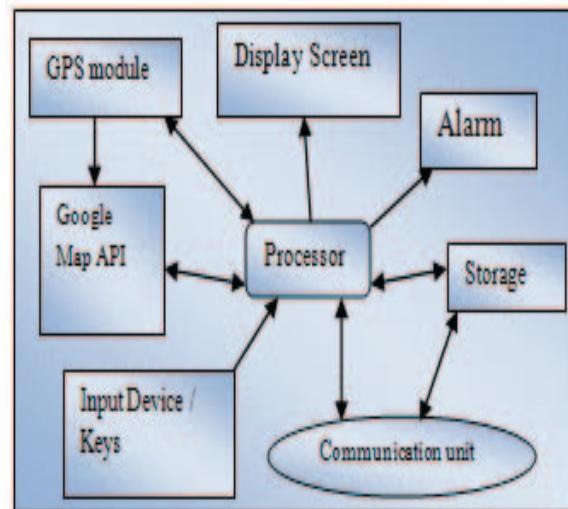 GPS module
Display Screen
Alarm
Google
Map API
Processor
Storage
Input Device /
Keys
Communication unit